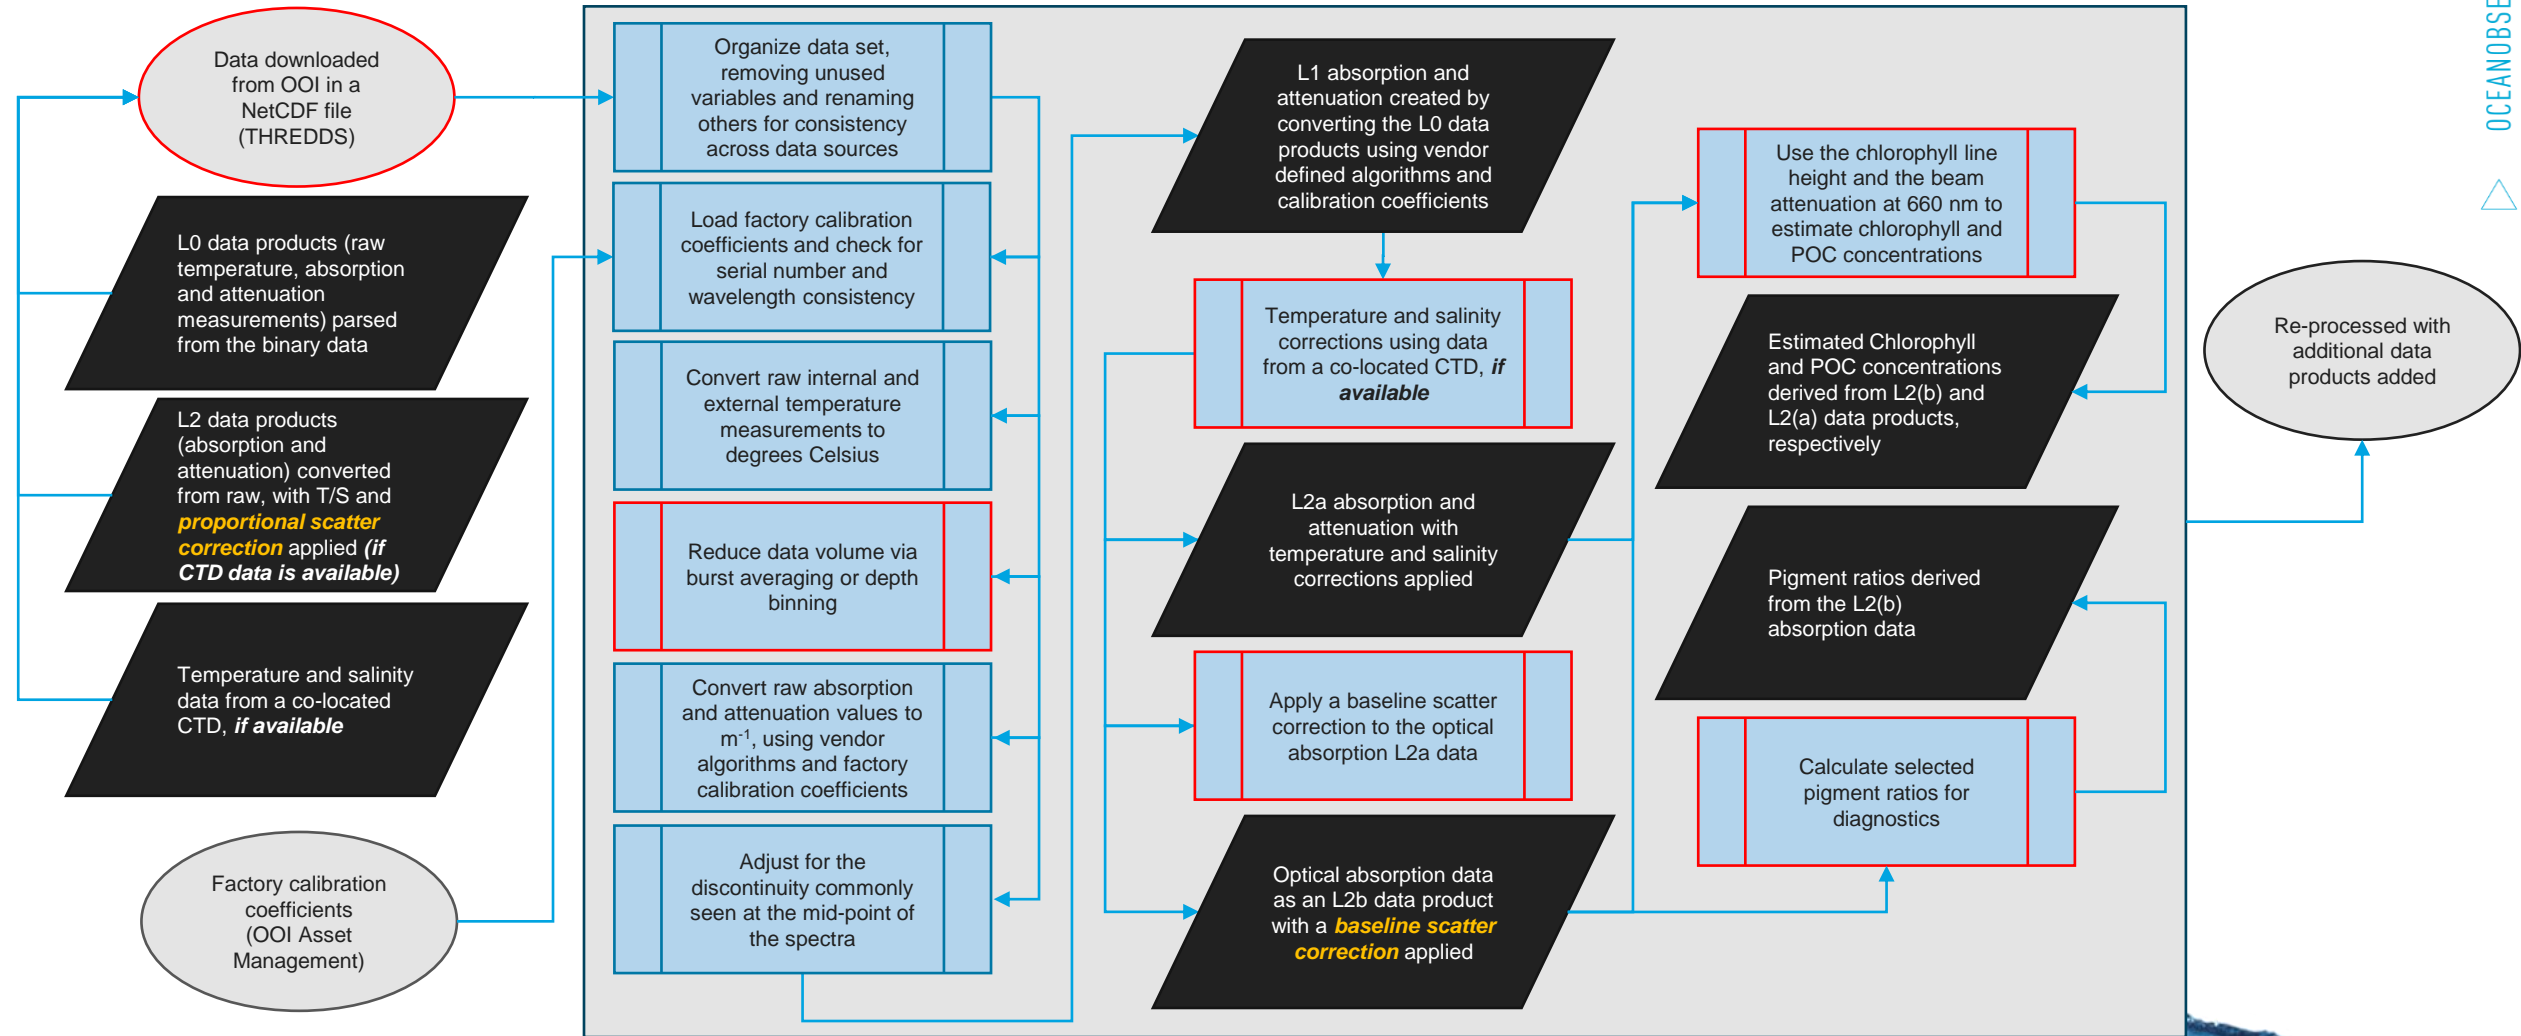 Data downloaded
from OOI in a
NetCDF file
(THREDDS)
L0 data products (raw
temperature, absorption
and attenuation
measurements) parsed
from the binary data
L2 data products
(absorption and
attenuation) converted
from raw, with T/S and
proportional scatter
correction applied (if
CTD data is available)
Temperature and salinity
data from a co-located
CTD, if available
Factory calibration
coefficients
(OOI Asset
Management)
Organize data set,
removing unused
variables and renaming
others for consistency
across data sources
Load factory calibration
coefficients and check for
serial number and
wavelength consistency
Convert raw internal and
external temperature
measurements to
degrees Celsius
Reduce data volume via
burst averaging or depth
binning
Convert raw absorption
and attenuation values to
m⁻¹, using vendor
algorithms and factory
calibration coefficients
Adjust for the
discontinuity commonly
seen at the mid-point of
the spectra
L1 absorption and
attenuation created by
converting the L0 data
products using vendor
defined algorithms and
calibration coefficients
Temperature and salinity
corrections using data
from a co-located CTD, if
available
L2a absorption and
attenuation with
temperature and salinity
corrections applied
Apply a baseline scatter
correction to the optical
absorption L2a data
Optical absorption data
as an L2b data product
with a baseline scatter
correction applied
Use the chlorophyll line
height and the beam
attenuation at 660 nm to
estimate chlorophyll and
POC concentrations
Estimated Chlorophyll
and POC concentrations
derived from L2(b) and
L2(a) data products,
respectively
Pigment ratios derived
from the L2(b)
absorption data
Calculate selected
pigment ratios for
diagnostics
Re-processed with
additional data
products added